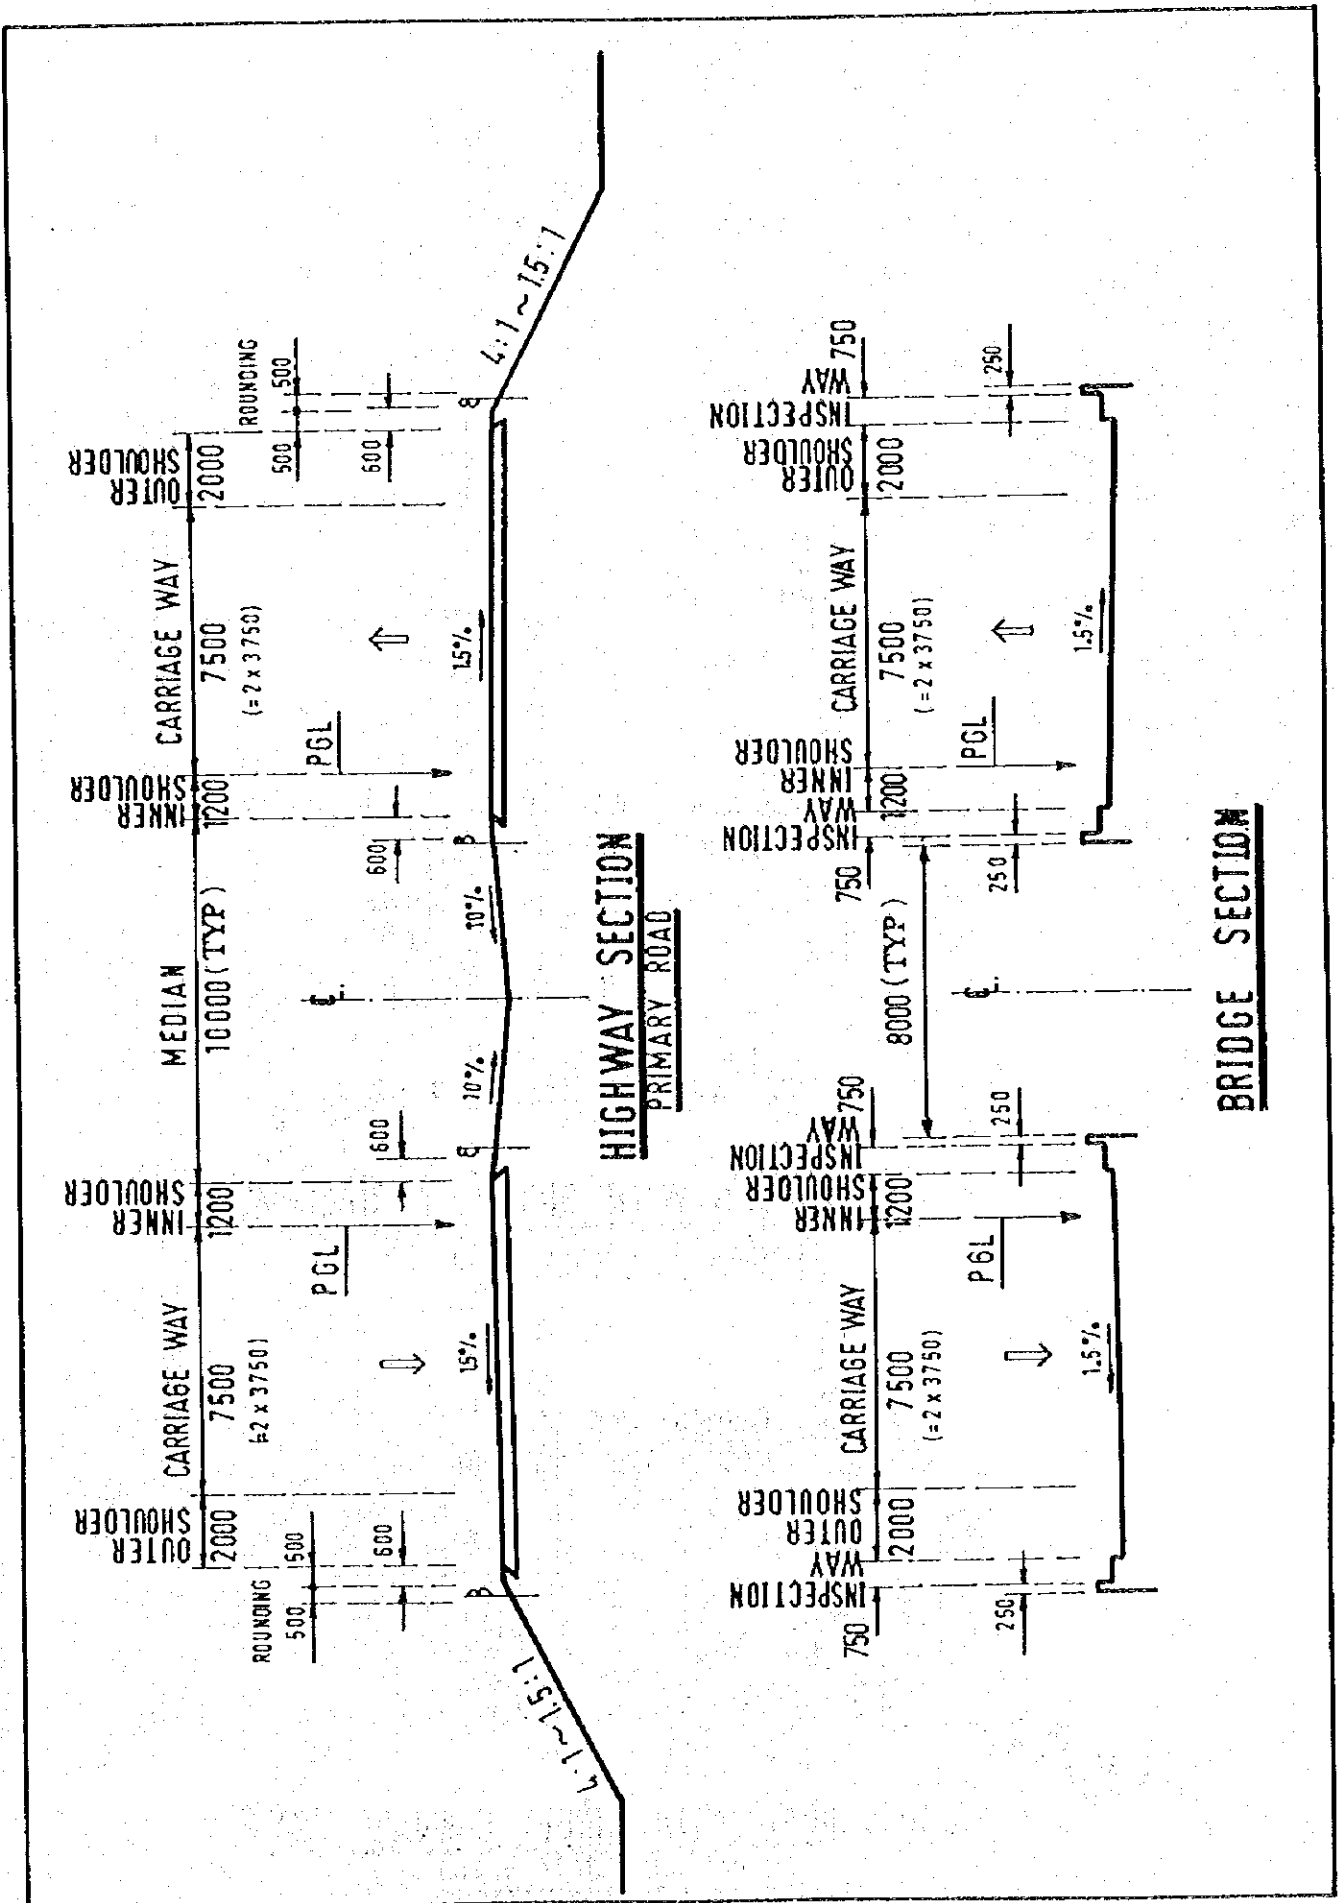 OUTER SHOULDER
CARRIAGE WAY
INNER SHOULDER
MEDIAN
INNER SHOULDER
CARRIAGE WAY
OUTER SHOULDER
2000
7500
1200
10000 (TYP)
1200
7500
2000
(=2 x 3750)
(=2 x 3750)
ROUNDING
500
500
ROUNDING
500
500
600
600
600
600
PGL
PGL
4:1~1.5:1
1.5%
10%
10%
1.5%
4:1~1.5:1
HIGHWAY SECTION
PRIMARY ROAD
INSPECTION WAY
OUTER SHOULDER
CARRIAGE WAY
INNER SHOULDER
INSPECTION WAY
INSPECTION WAY
INNER SHOULDER
CARRIAGE WAY
OUTER SHOULDER
INSPECTION WAY
750
2000
7500
1200
750
750
1200
7500
2000
750
(=2 x 3750)
8000 (TYP)
(=2 x 3750)
PGL
PGL
250
250
250
250
1.5%
1.5%
BRIDGE SECTION